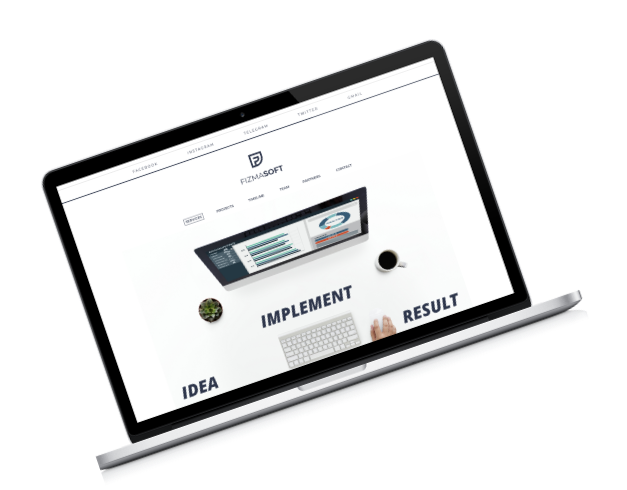 FACEBOOK INSTAGRAM TELEGRAM TWITTER EMAIL
FIZMASOFT
SERVICES PROJECTS TIMELINE TEAM PARTNERS CONTACT
IMPLEMENT
RESULT
IDEA